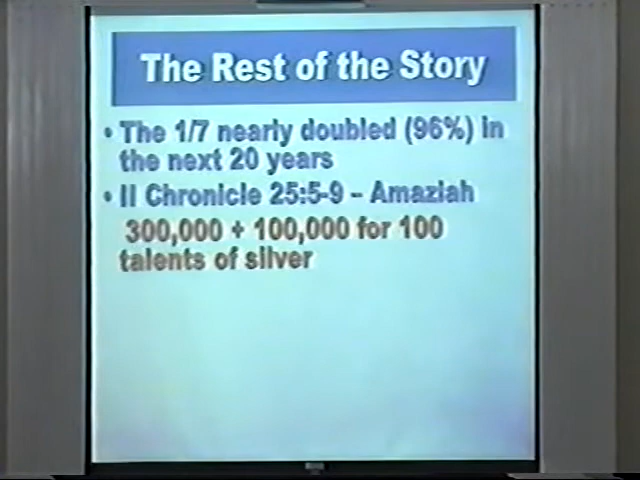 The Rest of the Story
• The 1/7 nearly doubled (96%) in
the next 20 years
• II Chronicle 25:5-9 – Amaziah
300,000 + 100,000 for 100
talents of silver